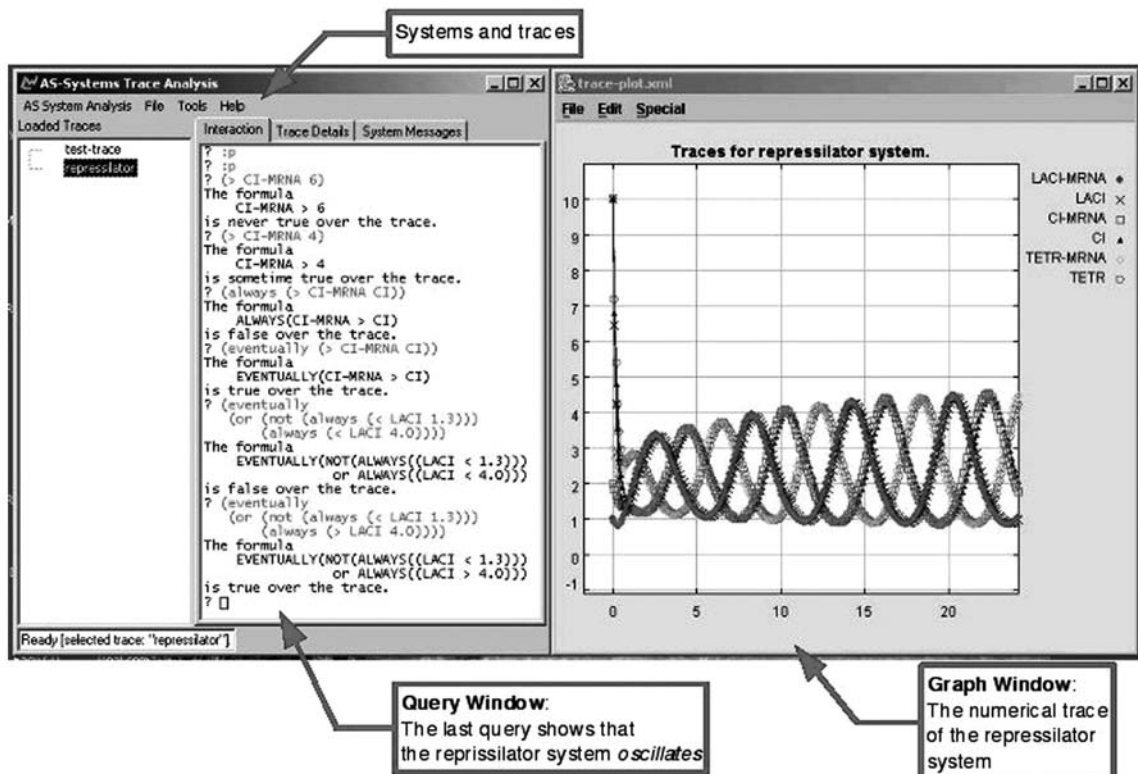 Systems and traces
AS-Systems Trace Analysis
AS System Analysis File Tools Help
Loaded Traces
test-trace
repressilator
Interaction Trace Details System Messages
? :p
? :p
? (> CI-MRNA 6)
The formula
CI-MRNA > 6
is never true over the trace.
? (> CI-MRNA 4)
The formula
CI-MRNA > 4
is sometime true over the trace.
? (always (> CI-MRNA CI))
The formula
ALWAYS(CI-MRNA > CI)
is false over the trace.
? (eventually (> CI-MRNA CI))
The formula
EVENTUALLY(CI-MRNA > CI)
is true over the trace.
? (eventually
(or (not (always (< LACI 1.3)))
(always (< LACI 4.0))))
The formula
EVENTUALLY(NOT(ALWAYS((LACI < 1.3)))
or ALWAYS((LACI < 4.0)))
is false over the trace.
? (eventually
(or (not (always (< LACI 1.3)))
(always (> LACI 4.0))))
The formula
EVENTUALLY(NOT(ALWAYS((LACI < 1.3)))
or ALWAYS((LACI > 4.0)))
is true over the trace.
?
Ready [selected trace: "repressilator"]
trace-plot.xml
File Edit Special
Traces for repressilator system.
LACI-MRNA
LACI
CI-MRNA
CI
TETR-MRNA
TETR
10
9
8
7
6
5
4
3
2
1
0
-1
0 5 10 15 20
Query Window:
The last query shows that
the reprissilator system oscillates
Graph Window:
The numerical trace
of the repressilator
system